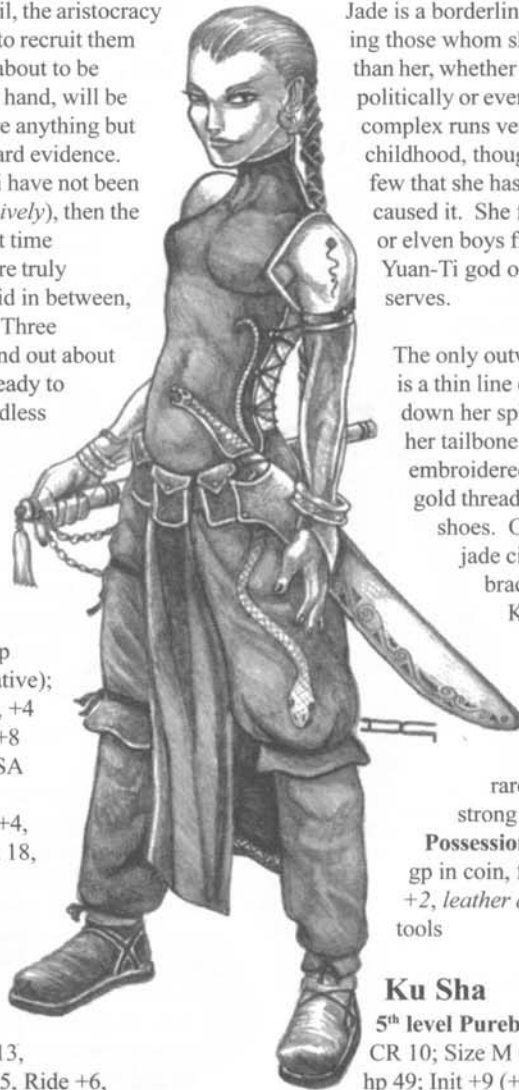 il, the aristocracy
to recruit them
about to be
hand, will be
e anything but
ard evidence.
i have not been
ively), then the
t time
re truly
id in between,
Three
nd out about
eady to
dless
p
ative);
, +4
+8
SA
+4,
18,
13,
5, Ride +6,
Jade is a borderlin
ing those whom s
than her, whether
politically or even
complex runs ve
childhood, thoug
few that she has
caused it. She f
or elven boys f
Yuan-Ti god o
serves.
The only outw
is a thin line
down her sp
her tailbone
embroidered
gold thread
shoes. C
jade ci
brac
K
rar
strong
Possession
gp in coin, f
+2, leather
tools
Ku Sha
5th level Pureb
CR 10; Size M
hp 49; Init +9 (+